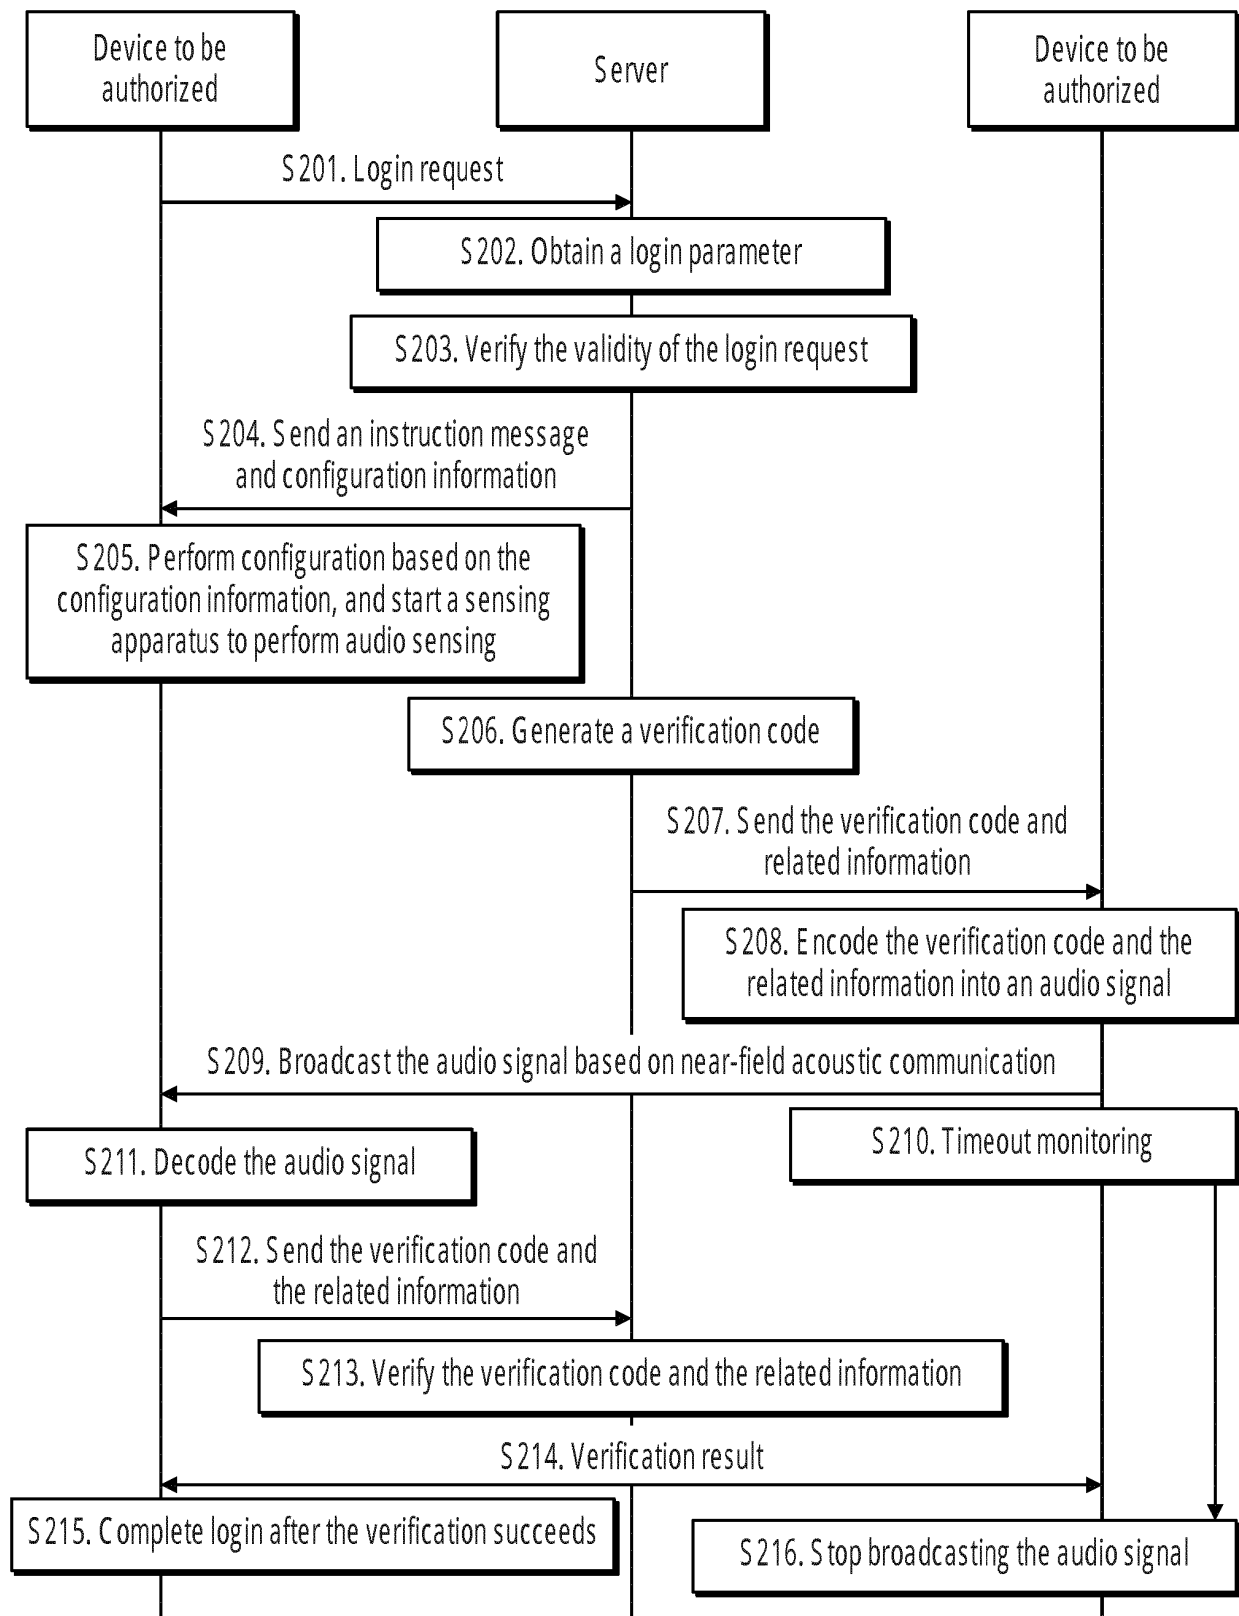 Device to be
authorized
Server
Device to be
authorized
S201. Login request
S202. Obtain a login parameter
S203. Verify the validity of the login request
S204. Send an instruction message
and configuration information
S205. Perform configuration based on the
configuration information, and start a sensing
apparatus to perform audio sensing
S206. Generate a verification code
S207. Send the verification code and
related information
S208. Encode the verification code and the
related information into an audio signal
S209. Broadcast the audio signal based on near-field acoustic communication
S210. Timeout monitoring
S211. Decode the audio signal
S212. Send the verification code and
the related information
S213. Verify the verification code and the related information
S214. Verification result
S215. Complete login after the verification succeeds
S216. Stop broadcasting the audio signal